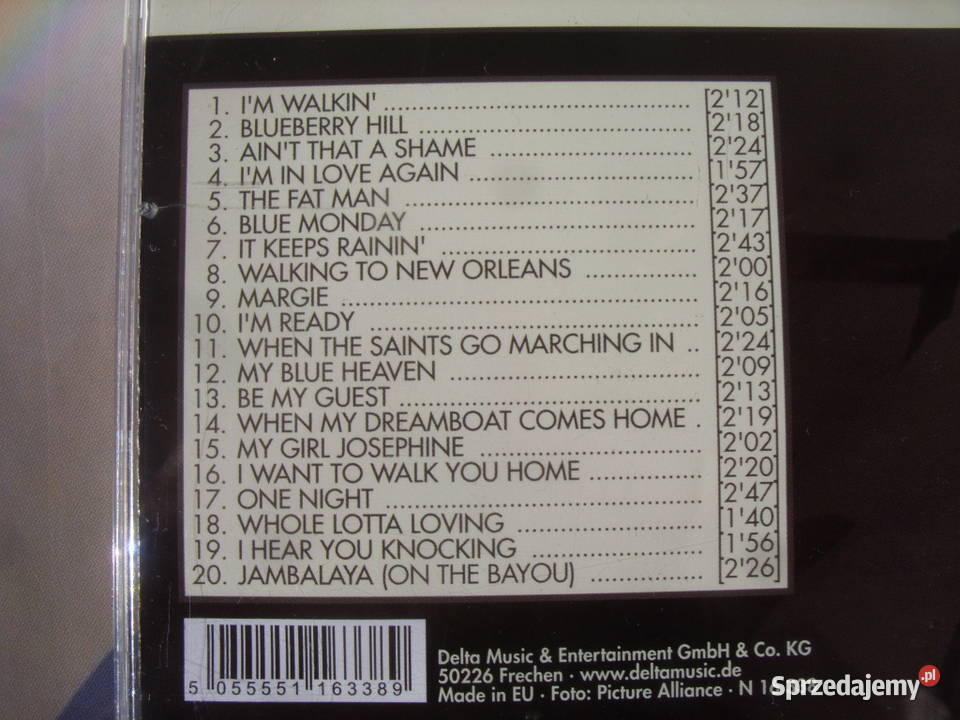 1. I'M WALKIN' ........ [2'12]
2. BLUEBERRY HILL ........ [2'18]
3. AIN'T THAT A SHAME ........ [2'24]
4. I'M IN LOVE AGAIN ........ [1'57]
5. THE FAT MAN ........ [2'37]
6. BLUE MONDAY ........ [2'17]
7. IT KEEPS RAININ' ........ [2'43]
8. WALKING TO NEW ORLEANS ........ [2'00]
9. MARGIE ........ [2'16]
10. I'M READY ........ [2'05]
11. WHEN THE SAINTS GO MARCHING IN .. [2'24]
12. MY BLUE HEAVEN ........ [2'09]
13. BE MY GUEST ........ [2'13]
14. WHEN MY DREAMBOAT COMES HOME . [2'19]
15. MY GIRL JOSEPHINE ........ [2'02]
16. I WANT TO WALK YOU HOME ........ [2'20]
17. ONE NIGHT ........ [2'47]
18. WHOLE LOTTA LOVING ........ [1'40]
19. I HEAR YOU KNOCKING ........ [1'56]
20. JAMBALAYA (ON THE BAYOU) ........ [2'26]
5 055551 163389
Delta Music & Entertainment GmbH & Co. KG
50226 Frechen · www.deltamusic.de
Made in EU · Foto: Picture Alliance · N
Sprzedajemy.pl